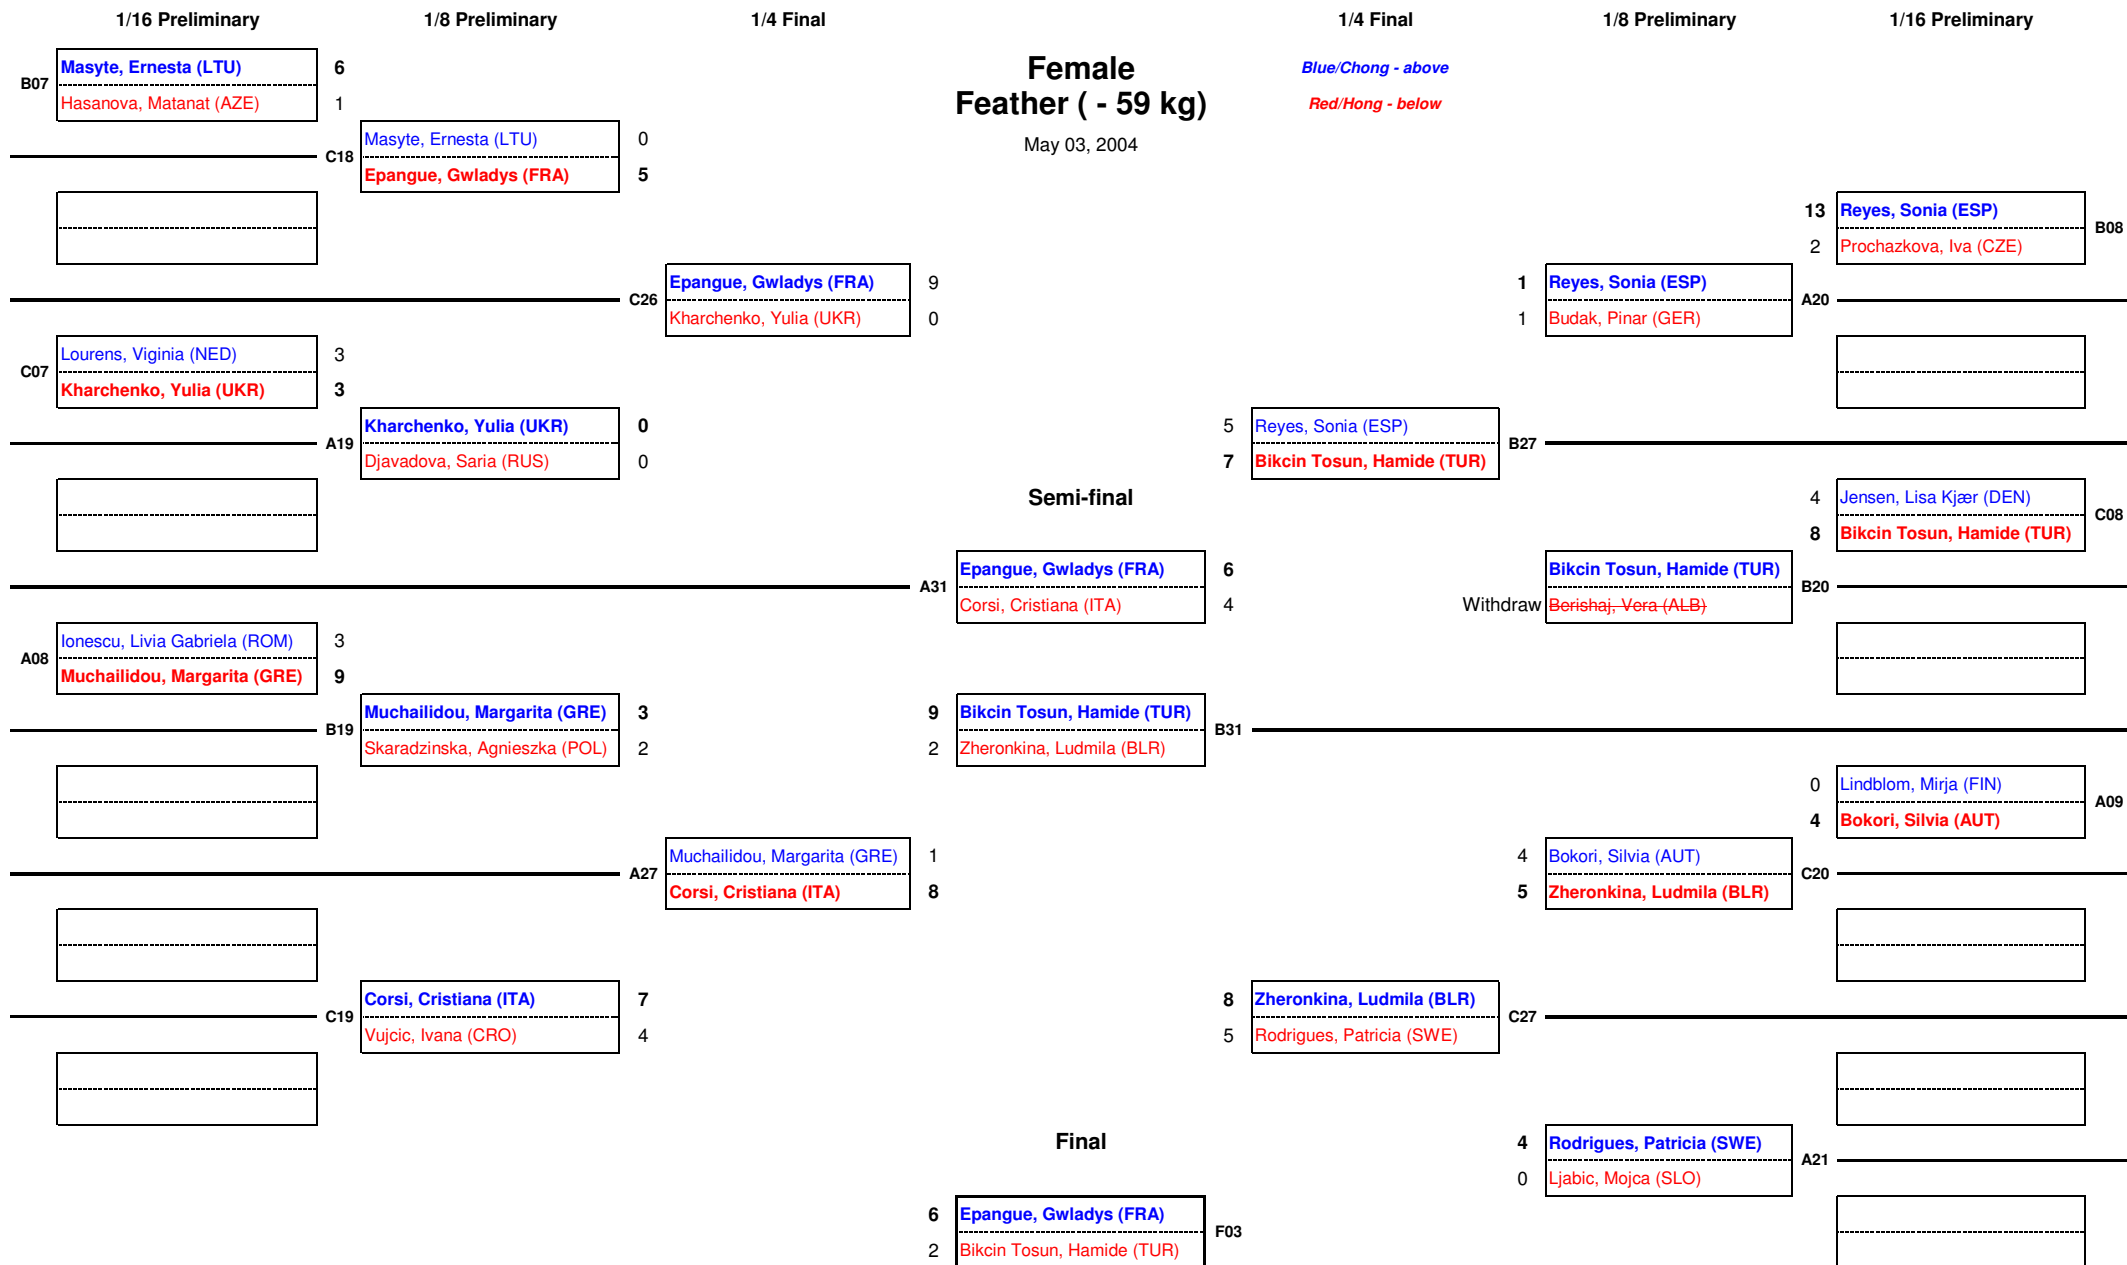 1/16 Preliminary 1/8 Preliminary 1/4 Final 1/4 Final 1/8 Preliminary 1/16 Preliminary
B07 Masyte, Ernesta (LTU) 6
Hasanova, Matanat (AZE) 1
C18 Masyte, Ernesta (LTU) 0
Epangue, Gwladys (FRA) 5
C26 Epangue, Gwladys (FRA) 9
Kharchenko, Yulia (UKR) 0
C07 Lourens, Viginia (NED) 3
Kharchenko, Yulia (UKR) 3
A19 Kharchenko, Yulia (UKR) 0
Djavadova, Saria (RUS) 0
A08 Ionescu, Livia Gabriela (ROM) 3
Muchailidou, Margarita (GRE) 9
B19 Muchailidou, Margarita (GRE) 3
Skaradzinska, Agnieszka (POL) 2
A27 Muchailidou, Margarita (GRE) 1
Corsi, Cristiana (ITA) 8
C19 Corsi, Cristiana (ITA) 7
Vujcic, Ivana (CRO) 4
Female
Feather ( - 59 kg)
May 03, 2004
Blue/Chong - above
Red/Hong - below
Semi-final
A31 Epangue, Gwladys (FRA) 6
Corsi, Cristiana (ITA) 4
9 Bikcin Tosun, Hamide (TUR) B31
2 Zheronkina, Ludmila (BLR)
Final
6 Epangue, Gwladys (FRA) F03
2 Bikcin Tosun, Hamide (TUR)
13 Reyes, Sonia (ESP) B08
2 Prochazkova, Iva (CZE)
1 Reyes, Sonia (ESP) A20
1 Budak, Pinar (GER)
5 Reyes, Sonia (ESP) B27
7 Bikcin Tosun, Hamide (TUR)
4 Jensen, Lisa Kjær (DEN) C08
8 Bikcin Tosun, Hamide (TUR)
Bikcin Tosun, Hamide (TUR) B20
Withdraw Berishaj, Vera (ALB)
0 Lindblom, Mirja (FIN) A09
4 Bokori, Silvia (AUT)
4 Bokori, Silvia (AUT) C20
5 Zheronkina, Ludmila (BLR)
8 Zheronkina, Ludmila (BLR) C27
5 Rodrigues, Patricia (SWE)
4 Rodrigues, Patricia (SWE) A21
0 Ljabic, Mojca (SLO)